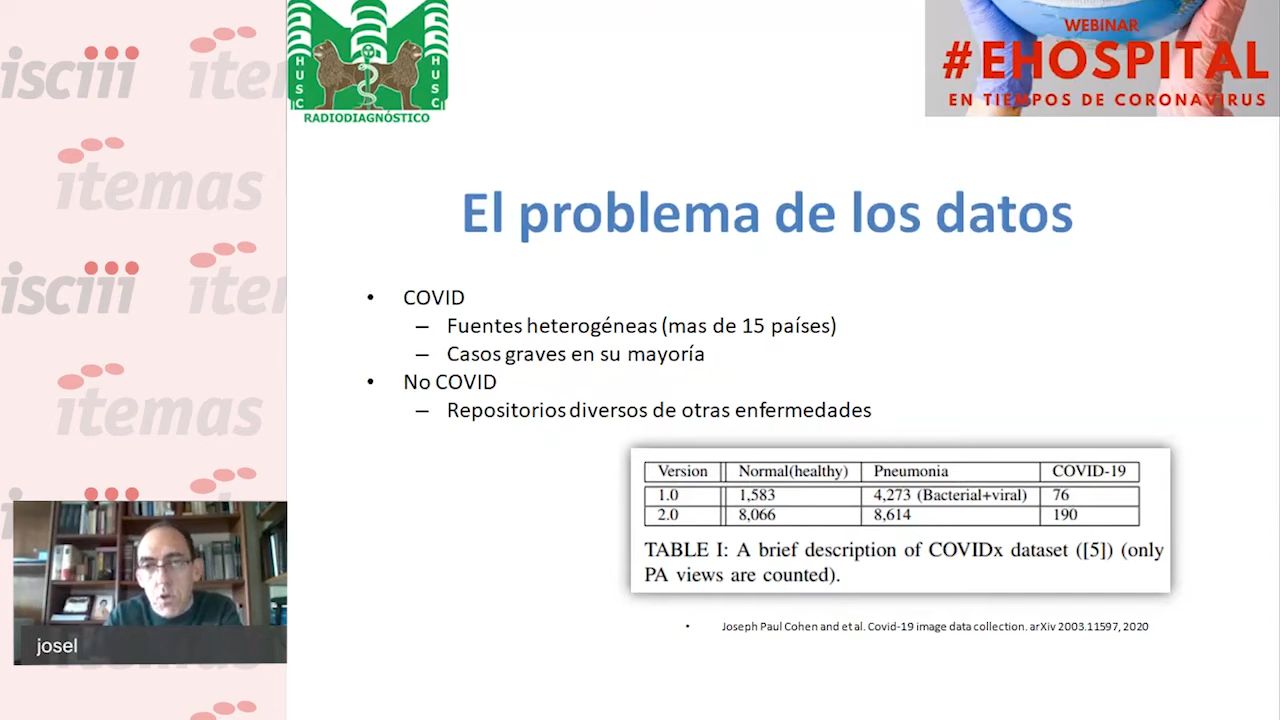 isciii
itemas
HUSC
HUSC
RADIODIAGNÓSTICO
WEBINAR
#EHOSPITAL
EN TIEMPOS DE CORONAVIRUS
itemas
isciii
itemas
El problema de los datos
• COVID
– Fuentes heterogéneas (mas de 15 países)
– Casos graves en su mayoría
• No COVID
– Repositorios diversos de otras enfermedades
Version Normal(healthy) Pneumonia COVID-19
1.0 1,583 4,273 (Bacterial+viral) 76
2.0 8,066 8,614 190
TABLE I: A brief description of COVIDx dataset ([5]) (only
PA views are counted).
• Joseph Paul Cohen and et al. Covid-19 image data collection. arXiv 2003.11597, 2020
josel